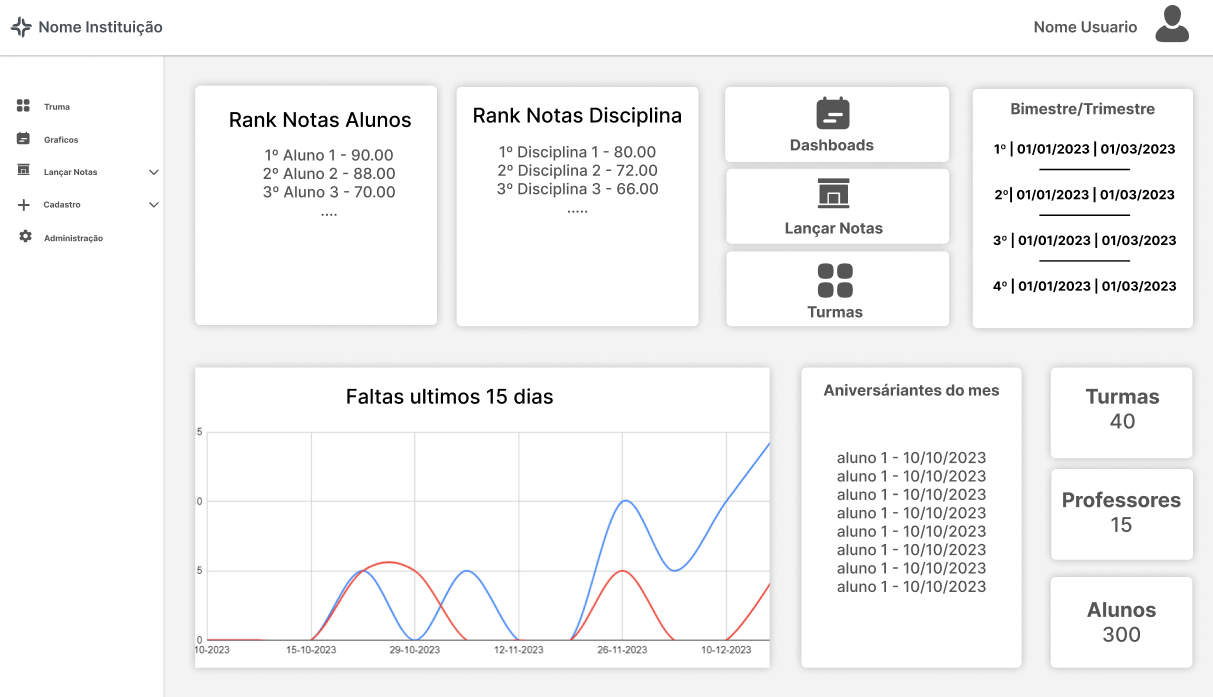 Nome Instituição
Nome Usuario
Truma
Graficos
Lançar Notas
Cadastro
Administração
Rank Notas Alunos
1º Aluno 1 - 90.00
2º Aluno 2 - 88.00
3º Aluno 3 - 70.00
....
Rank Notas Disciplina
1º Disciplina 1 - 80.00
2º Disciplina 2 - 72.00
3º Disciplina 3 - 66.00
.....
Dashboads
Lançar Notas
Turmas
Bimestre/Trimestre
1º | 01/01/2023 | 01/03/2023
2º| 01/01/2023 | 01/03/2023
3º | 01/01/2023 | 01/03/2023
4º | 01/01/2023 | 01/03/2023
Faltas ultimos 15 dias
5
0
5
0
10-2023
15-10-2023
29-10-2023
12-11-2023
26-11-2023
10-12-2023
Aniversáriantes do mes
aluno 1 - 10/10/2023
aluno 1 - 10/10/2023
aluno 1 - 10/10/2023
aluno 1 - 10/10/2023
aluno 1 - 10/10/2023
aluno 1 - 10/10/2023
aluno 1 - 10/10/2023
aluno 1 - 10/10/2023
Turmas
40
Professores
15
Alunos
300